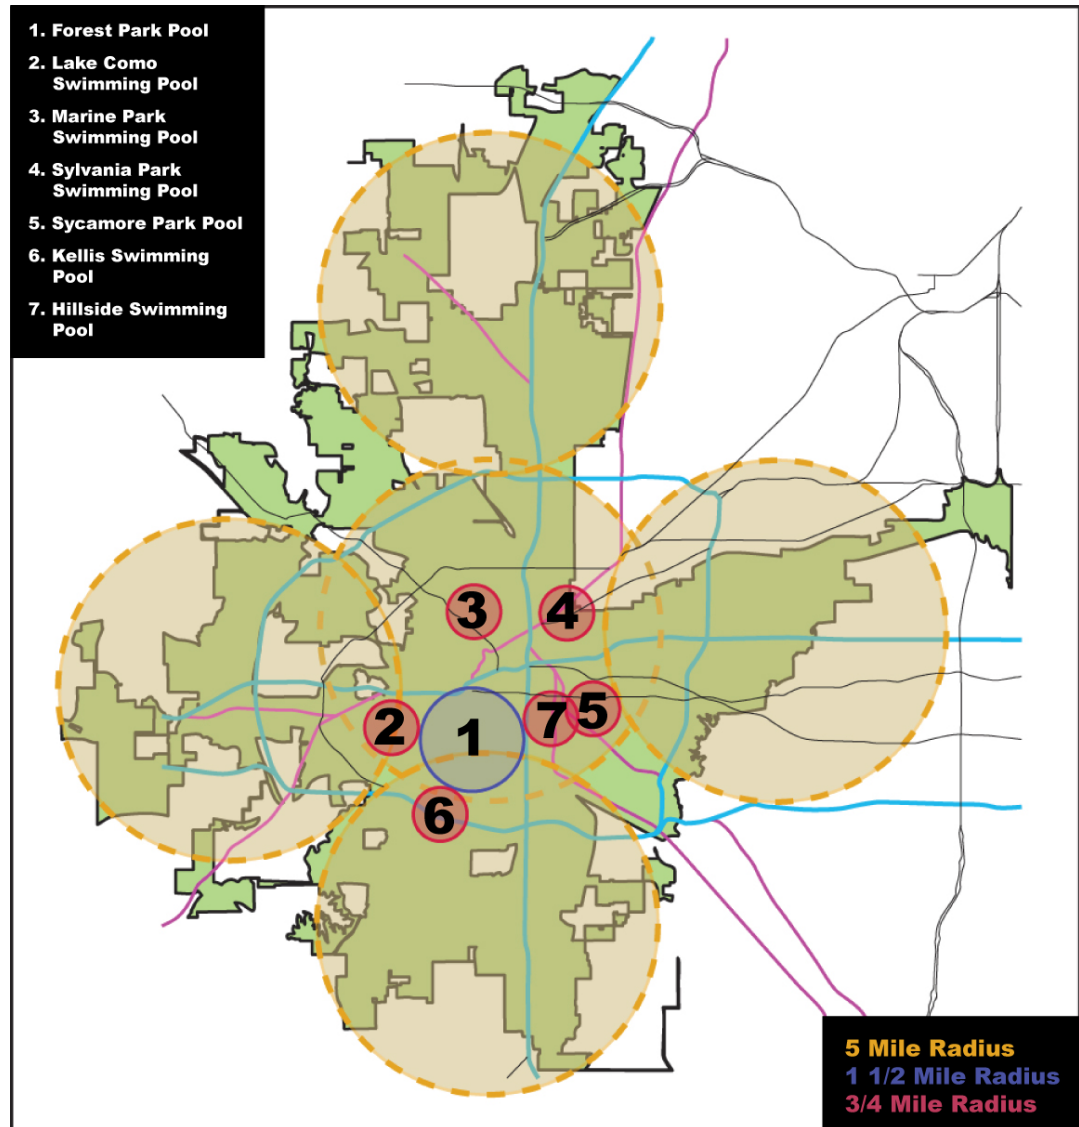 1. Forest Park Pool
2. Lake Como
Swimming Pool
3. Marine Park
Swimming Pool
4. Sylvania Park
Swimming Pool
5. Sycamore Park Pool
6. Kellis Swimming
Pool
7. Hillside Swimming
Pool
3
4
2
1
7
5
6
5 Mile Radius
1 1/2 Mile Radius
3/4 Mile Radius